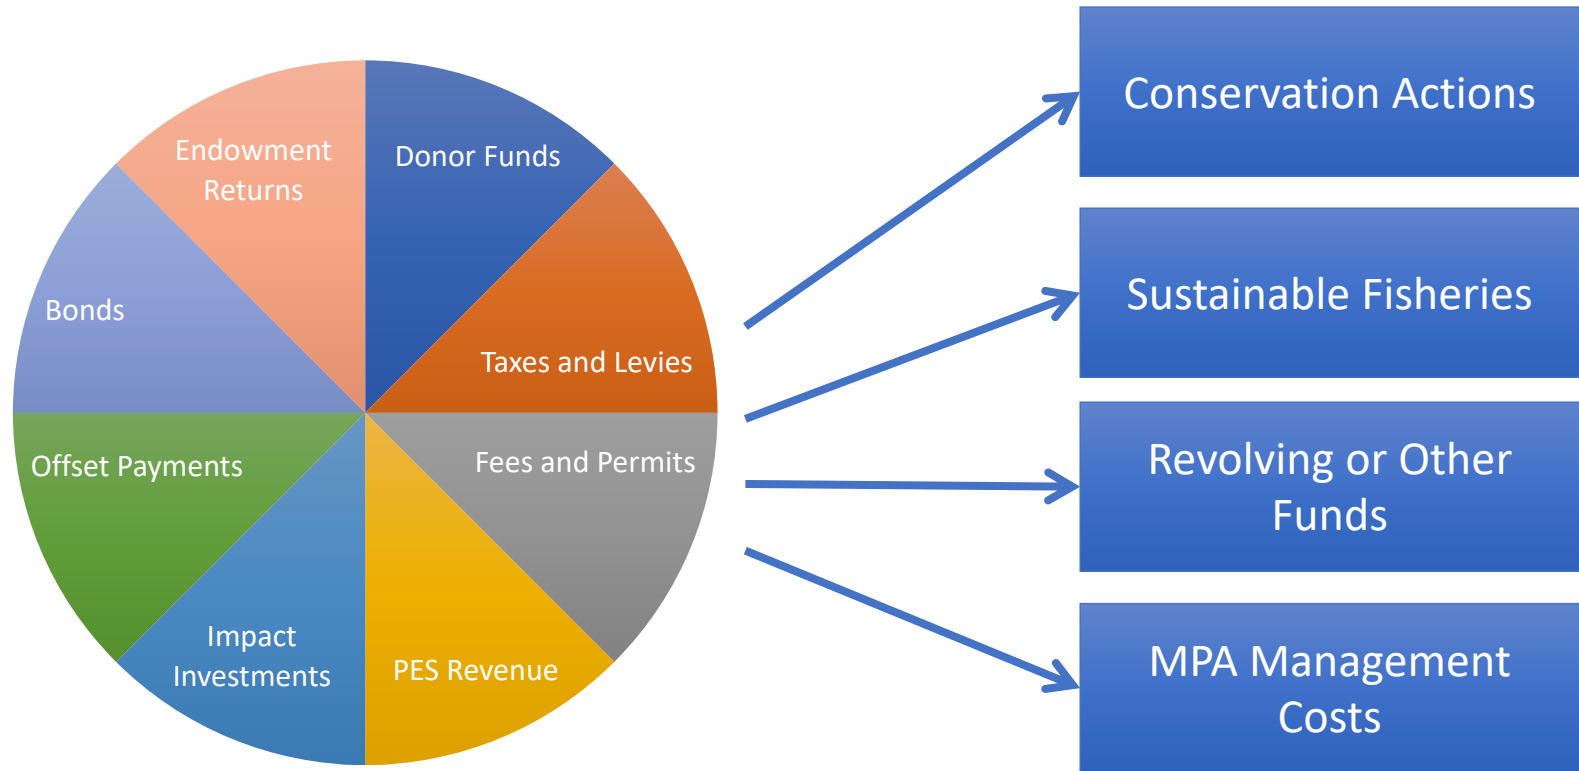 Endowment
Returns
Donor Funds
Bonds
Taxes and Levies
Offset Payments
Fees and Permits
Impact
Investments
PES Revenue
Conservation Actions
Sustainable Fisheries
Revolving or Other
Funds
MPA Management
Costs